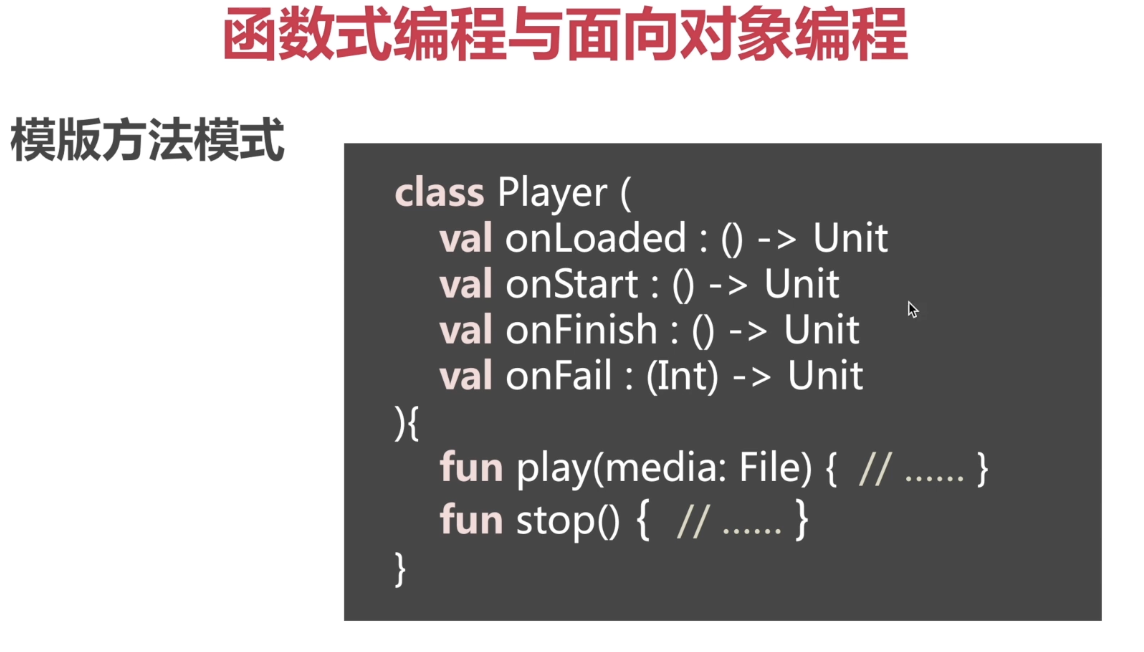 函数式编程与面向对象编程
模版方法模式
class Player (
val onLoaded : () -> Unit
val onStart : () -> Unit
val onFinish : () -> Unit
val onFail : (Int) -> Unit
){
fun play(media: File) {  // ...... }
fun stop() {  // ...... }
}